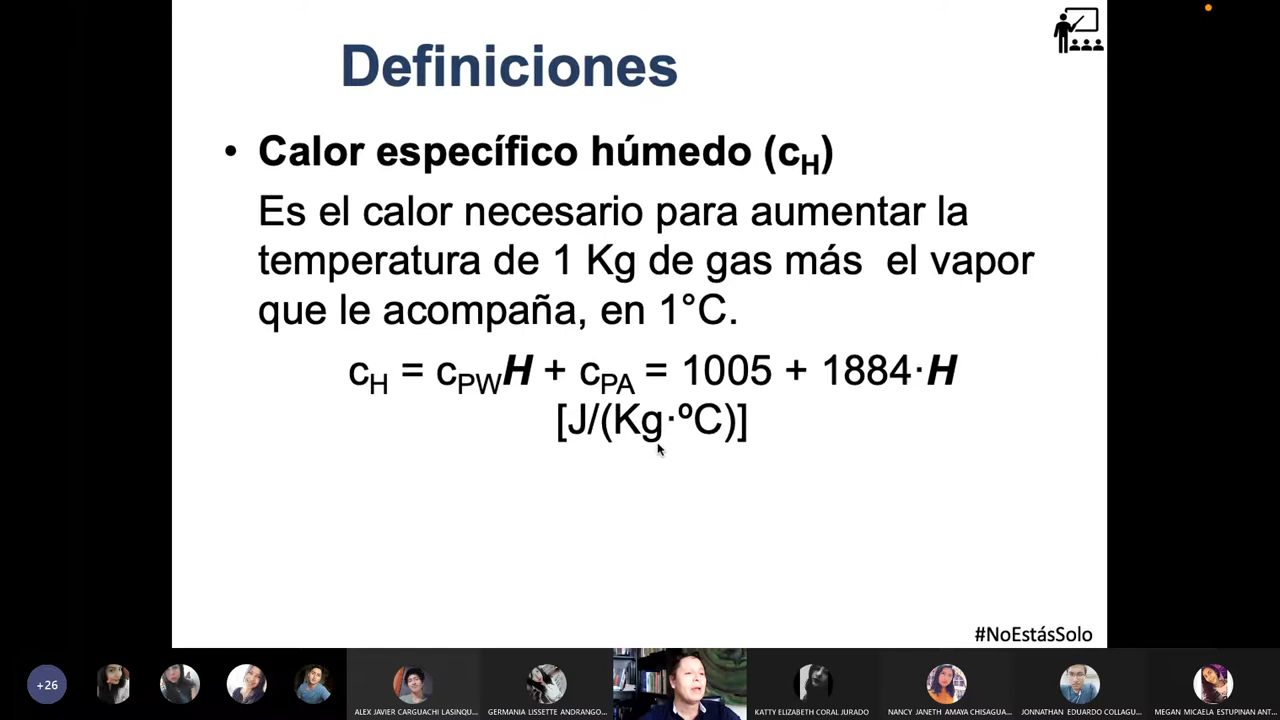 Definiciones
• Calor específico húmedo (cH)
Es el calor necesario para aumentar la
temperatura de 1 Kg de gas más el vapor
que le acompaña, en 1°C.
cH = cPWH + cPA = 1005 + 1884·H
[J/(Kg·ºC)]
#NoEstásSolo
+26
ALEX JAVIER CARGUACHI LASINQU...
GERMANIA LISSETTE ANDRANGO...
KATTY ELIZABETH CORAL JURADO
NANCY JANETH AMAYA CHISAGUA...
JONNATHAN EDUARDO COLLAGU...
MEGAN MICAELA ESTUPINAN ANT...